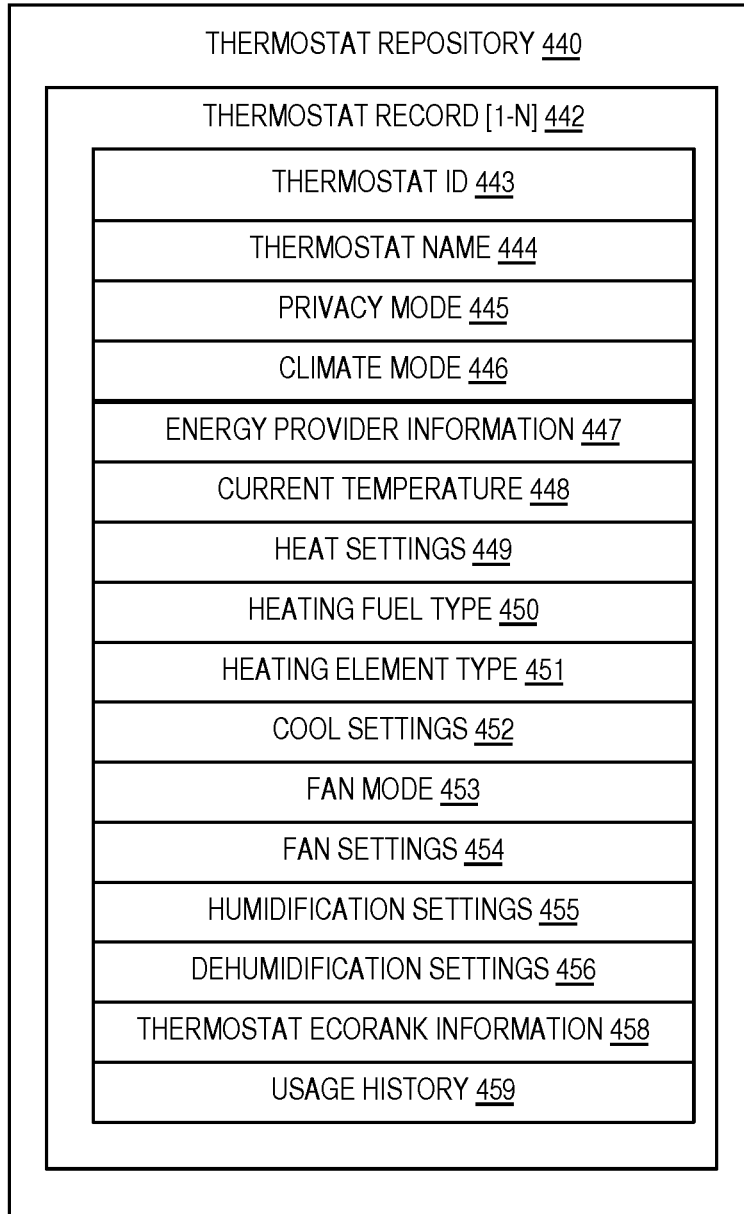 THERMOSTAT REPOSITORY 440
THERMOSTAT RECORD [1-N] 442
THERMOSTAT ID 443
THERMOSTAT NAME 444
PRIVACY MODE 445
CLIMATE MODE 446
ENERGY PROVIDER INFORMATION 447
CURRENT TEMPERATURE 448
HEAT SETTINGS 449
HEATING FUEL TYPE 450
HEATING ELEMENT TYPE 451
COOL SETTINGS 452
FAN MODE 453
FAN SETTINGS 454
HUMIDIFICATION SETTINGS 455
DEHUMIDIFICATION SETTINGS 456
THERMOSTAT ECORANK INFORMATION 458
USAGE HISTORY 459